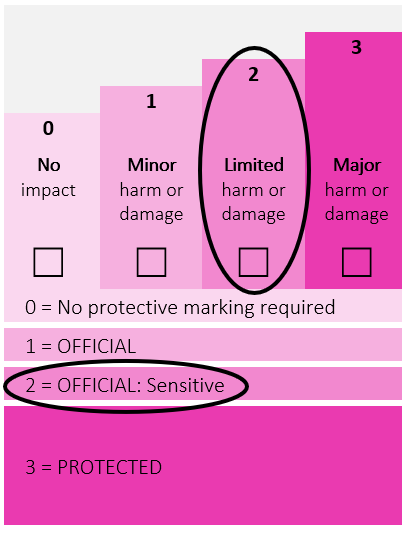 0
No
impact
1
Minor
harm or
damage
2
Limited
harm or
damage
3
Major
harm or
damage
0 = No protective marking required
1 = OFFICIAL
2 = OFFICIAL: Sensitive
3 = PROTECTED